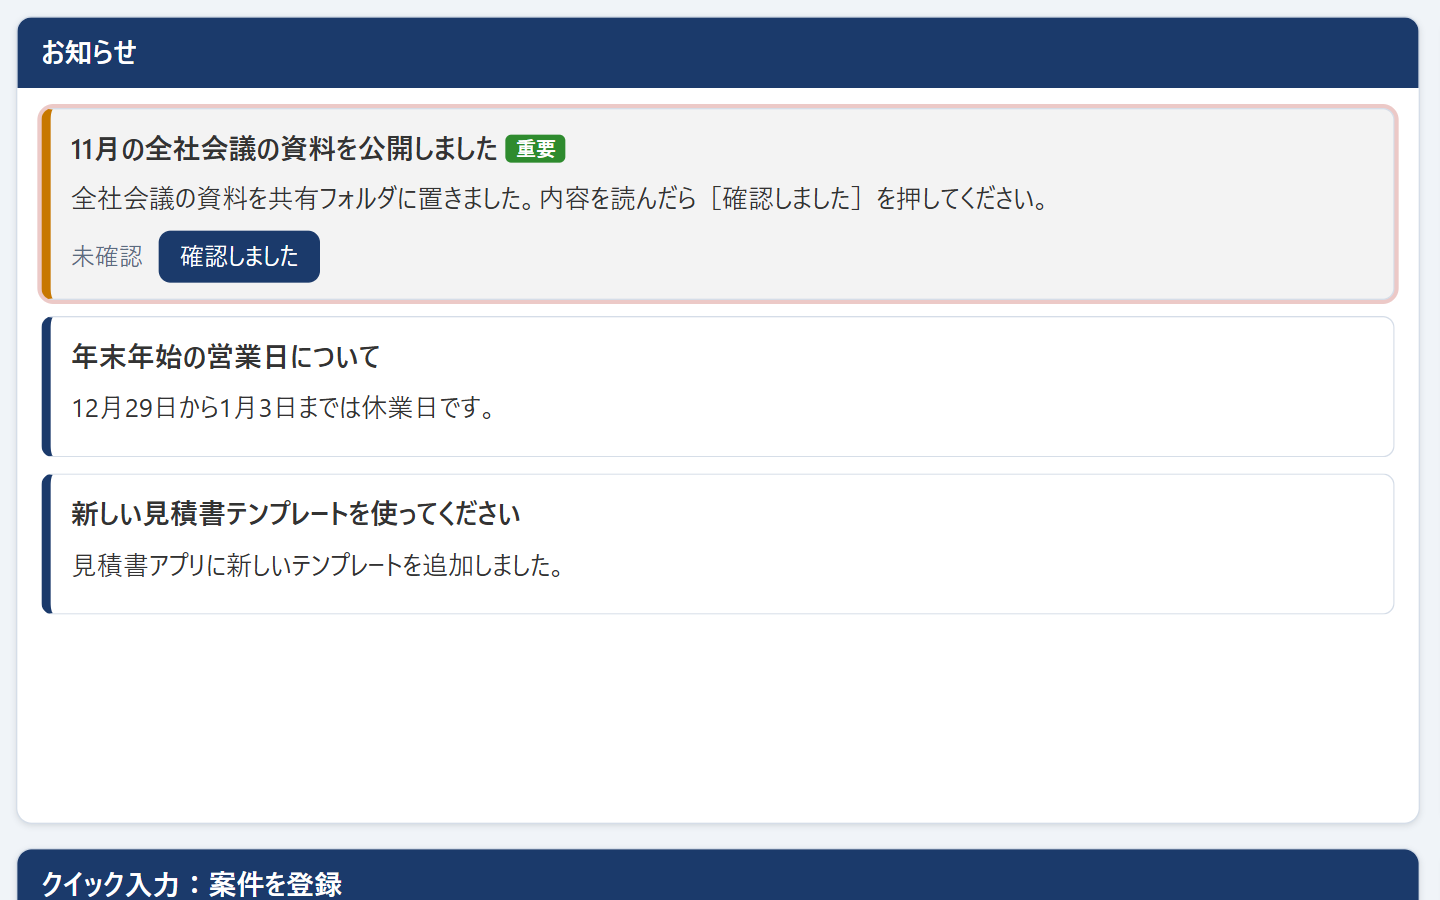 お知らせ
11月の全社会議の資料を公開しました 重要
全社会議の資料を共有フォルダに置きました。内容を読んだら［確認しました］を押してください。
未確認 確認しました
年末年始の営業日について
12月29日から1月3日までは休業日です。
新しい見積書テンプレートを使ってください
見積書アプリに新しいテンプレートを追加しました。
クイック入力：案件を登録